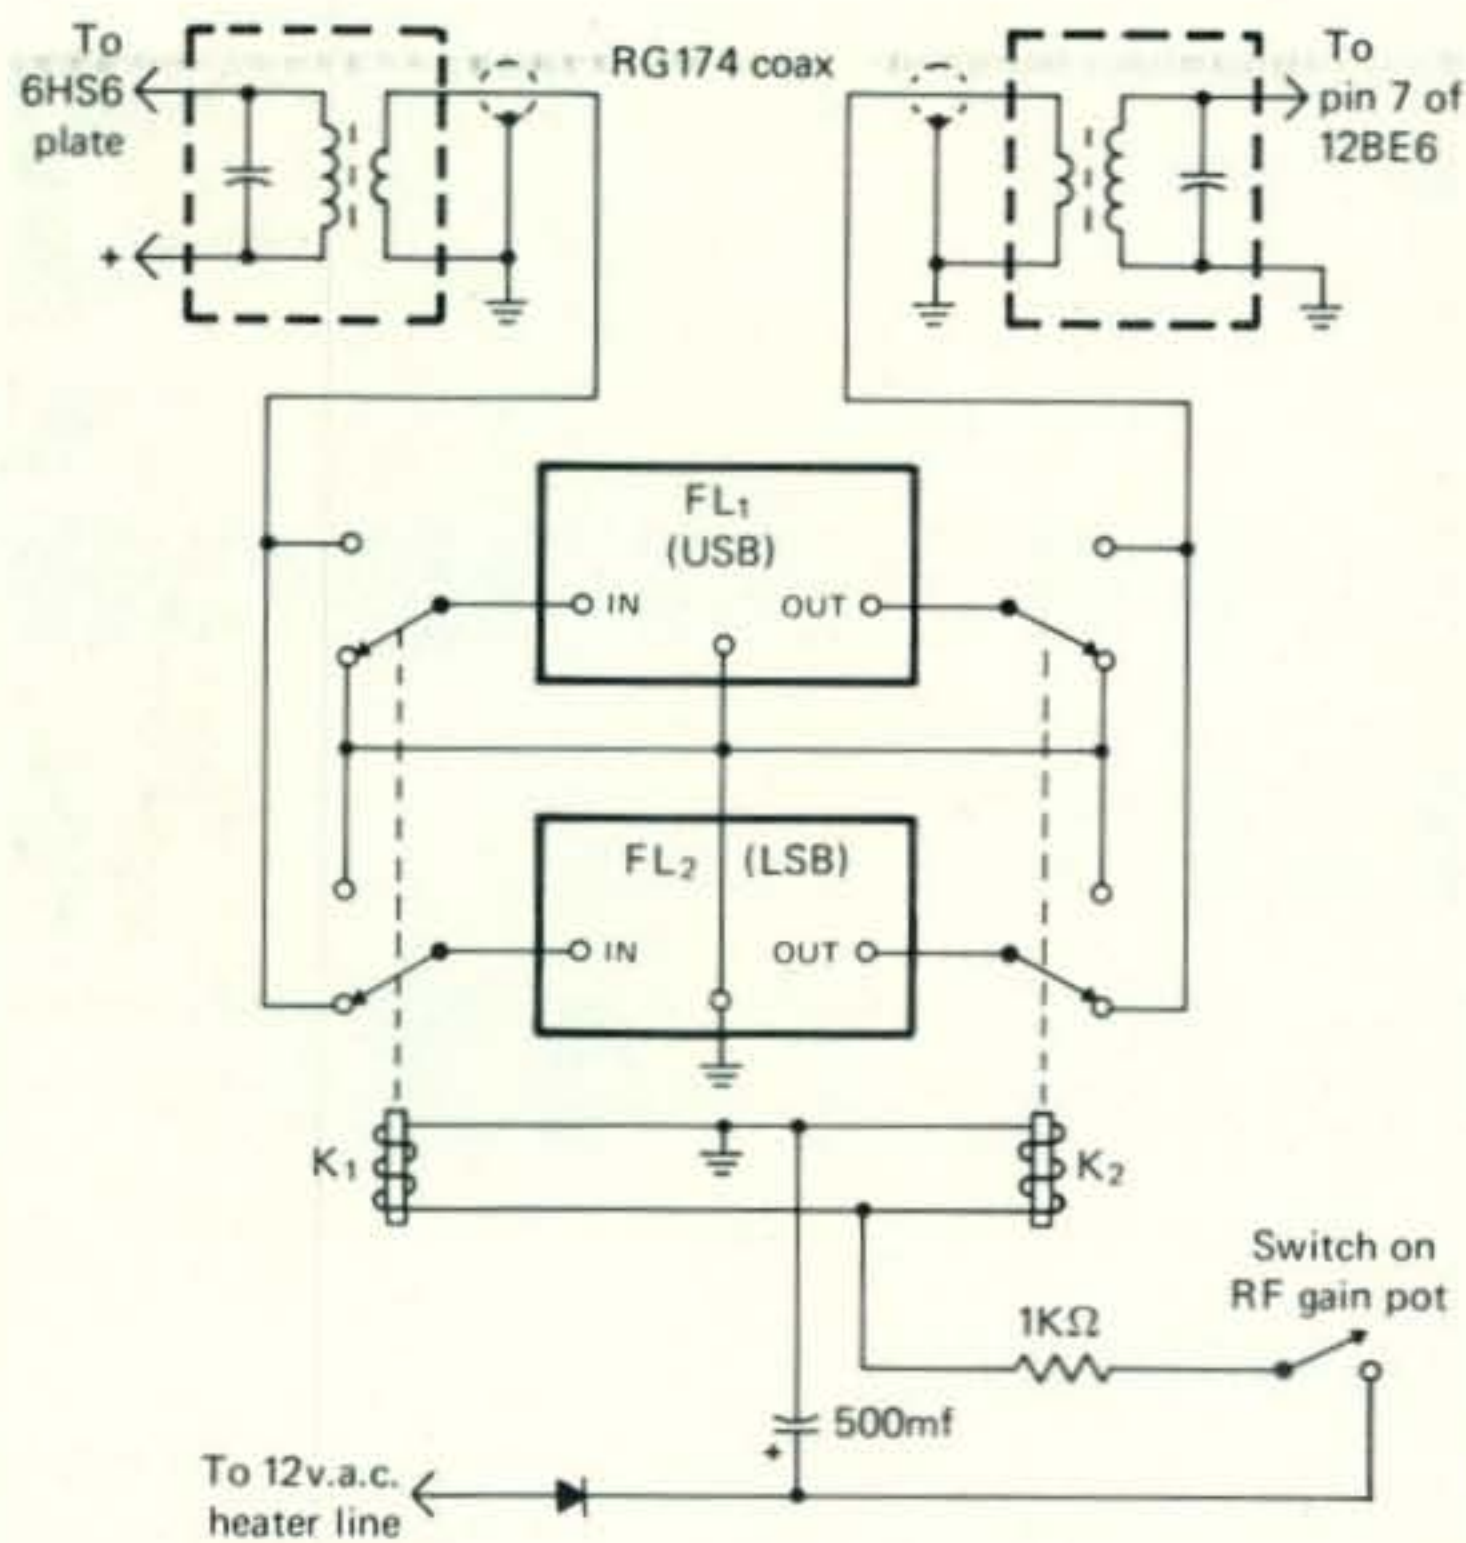 To
6HS6
plate
+
RG174 coax
To
pin 7 of
12BE6
FL1
(USB)
IN
OUT
FL2 (LSB)
IN
OUT
K1
K2
Switch on
RF gain pot
1KΩ
500mf
+
To 12v.a.c.
heater line